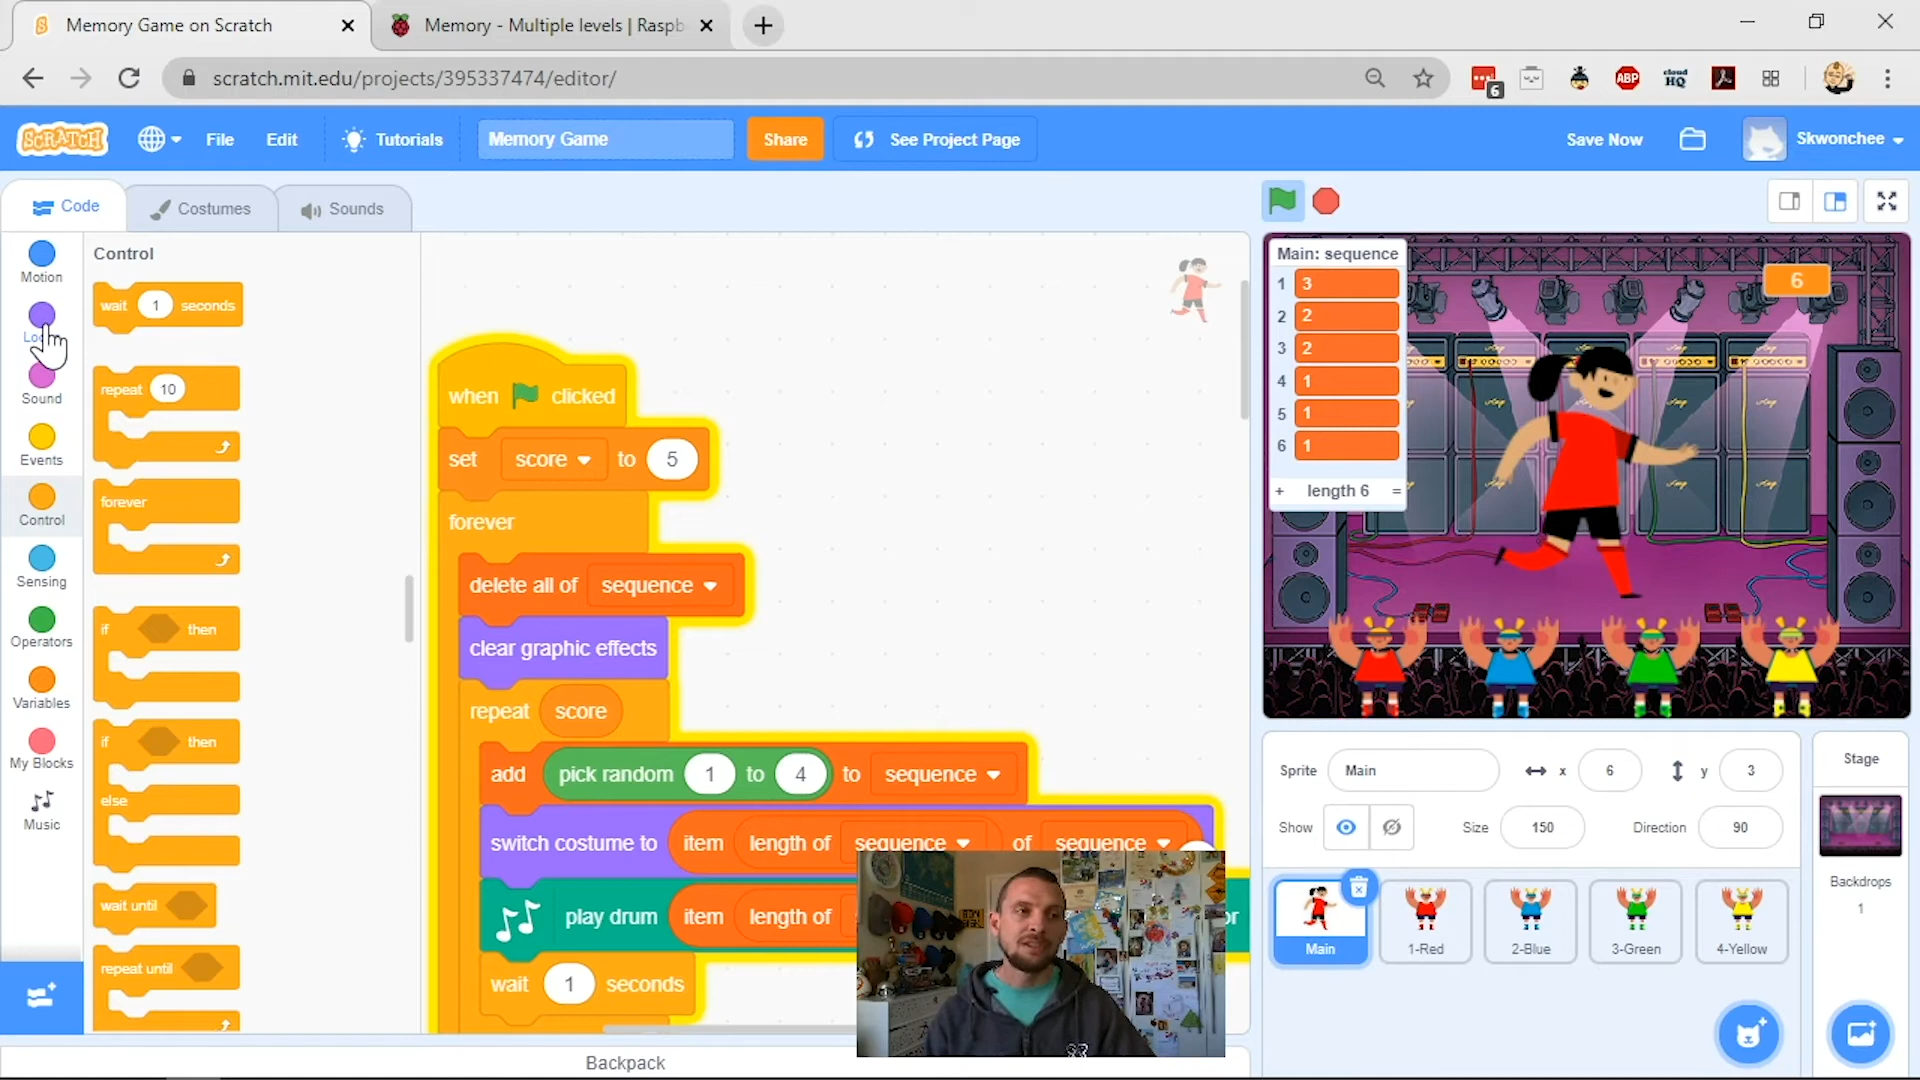 Memory Game on Scratch
Memory - Multiple levels | Raspb
scratch.mit.edu/projects/395337474/editor/
6
ABP
cloud
HQ
SCRATCH
File
Edit
Tutorials
Memory Game
Share
See Project Page
Save Now
Skwonchee
Code
Costumes
Sounds
Motion
Sound
Events
Control
Sensing
Operators
Variables
My Blocks
Music
Control
wait 1 seconds
repeat 10
forever
if then
if then
else
wait until
repeat until
when clicked
set score to 5
forever
delete all of sequence
clear graphic effects
repeat score
add pick random 1 to 4 to sequence
switch costume to item length of sequence of sequence
play drum item length of
or
wait 1 seconds
Backpack
Main: sequence
1 3
2 2
3 2
4 1
5 1
6 1
+ length 6 =
6
Sprite Main x 6 y 3
Show Size 150 Direction 90
Main
1-Red
2-Blue
3-Green
4-Yellow
Stage
Backdrops
1